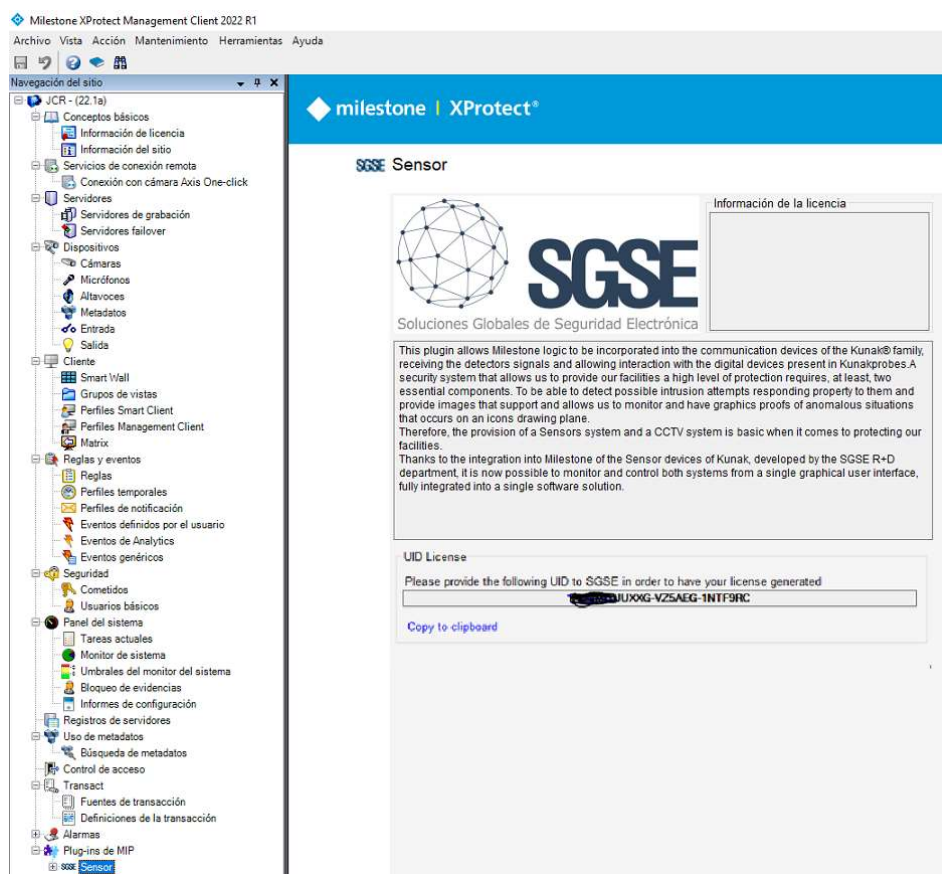 Milestone XProtect Management Client 2022 R1
Archivo Vista Acción Mantenimiento Herramientas Ayuda
Navegación del sitio
JCR - (22.1a)
Conceptos básicos
Información de licencia
Información del sitio
Servicios de conexión remota
Conexión con cámara Axis One-click
Servidores
Servidores de grabación
Servidores failover
Dispositivos
Cámaras
Micrófonos
Altavoces
Metadatos
Entrada
Salida
Cliente
Smart Wall
Grupos de vistas
Perfiles Smart Client
Perfiles Management Client
Matrix
Reglas y eventos
Reglas
Perfiles temporales
Perfiles de notificación
Eventos definidos por el usuario
Eventos de Analytics
Eventos genéricos
Seguridad
Cometidos
Usuarios básicos
Panel del sistema
Tareas actuales
Monitor de sistema
Umbrales del monitor del sistema
Bloqueo de evidencias
Informes de configuración
Registros de servidores
Uso de metadatos
Búsqueda de metadatos
Control de acceso
Transact
Fuentes de transacción
Definiciones de la transacción
Alarmas
Plug-ins de MIP
SGSE Sensor
milestone | XProtect®
SGSE Sensor
SGSE
Soluciones Globales de Seguridad Electrónica
Información de la licencia
This plugin allows Milestone logic to be incorporated into the communication devices of the Kunak® family,
receiving the detectors signals and allowing interaction with the digital devices present in Kunakprobes.A
security system that allows us to provide our facilities a high level of protection requires, at least, two
essential components. To be able to detect possible intrusion attempts responding property to them and
provide images that support and allows us to monitor and have graphics proofs of anomalous situations
that occurs on an icons drawing plane.
Therefore, the provision of a Sensors system and a CCTV system is basic when it comes to protecting our
facilities.
Thanks to the integration into Milestone of the Sensor devices of Kunak, developed by the SGSE R+D
department, it is now possible to monitor and control both systems from a single graphical user interface,
fully integrated into a single software solution.
UID License
Please provide the following UID to SGSE in order to have your license generated
UXXG-VZ5AEG-1NTF9RC
Copy to clipboard